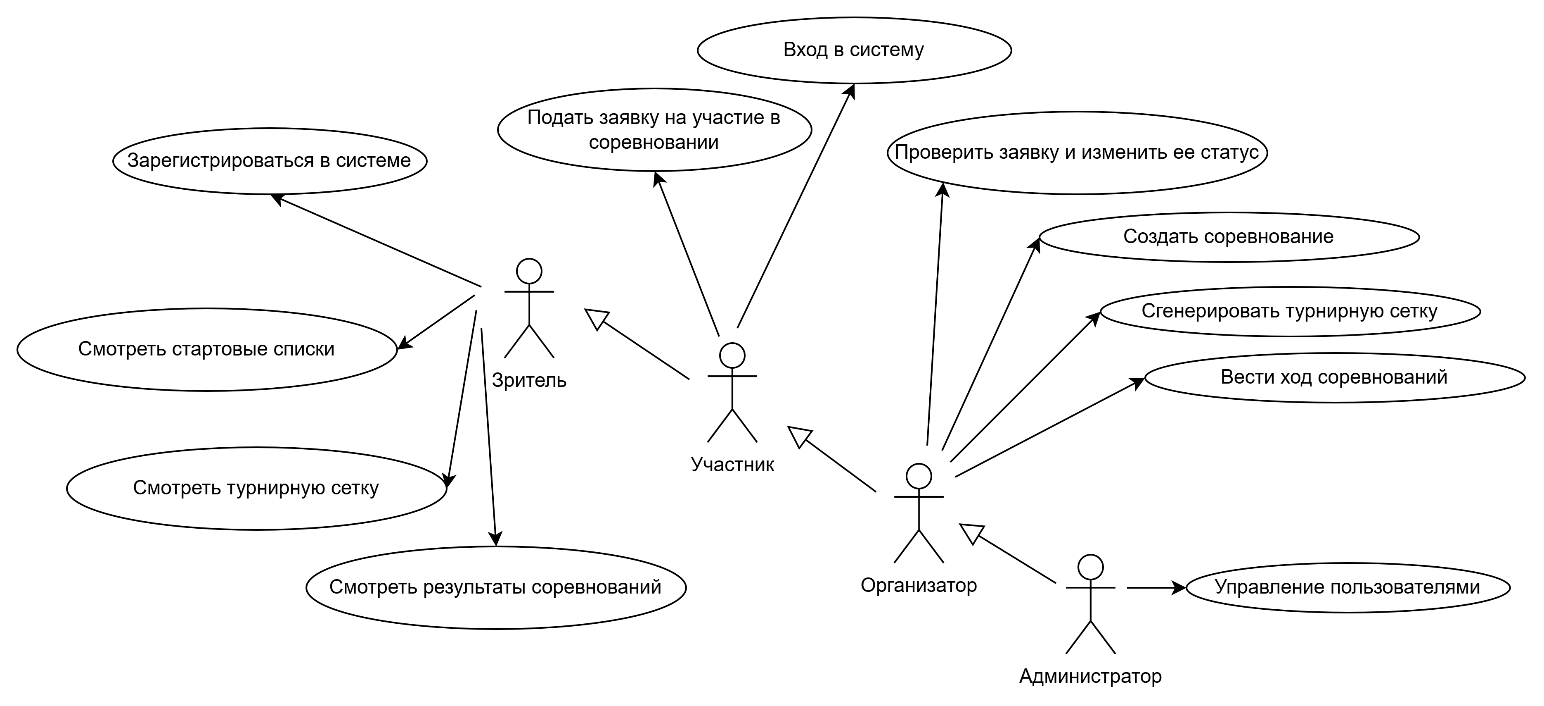 Вход в систему
Подать заявку на участие в
соревновании
Проверить заявку и изменить ее статус
Зарегистрироваться в системе
Создать соревнование
Сгенерировать турнирную сетку
Смотреть стартовые списки
Вести ход соревнований
Зритель
Участник
Смотреть турнирную сетку
Организатор
Смотреть результаты соревнований
Управление пользователями
Администратор